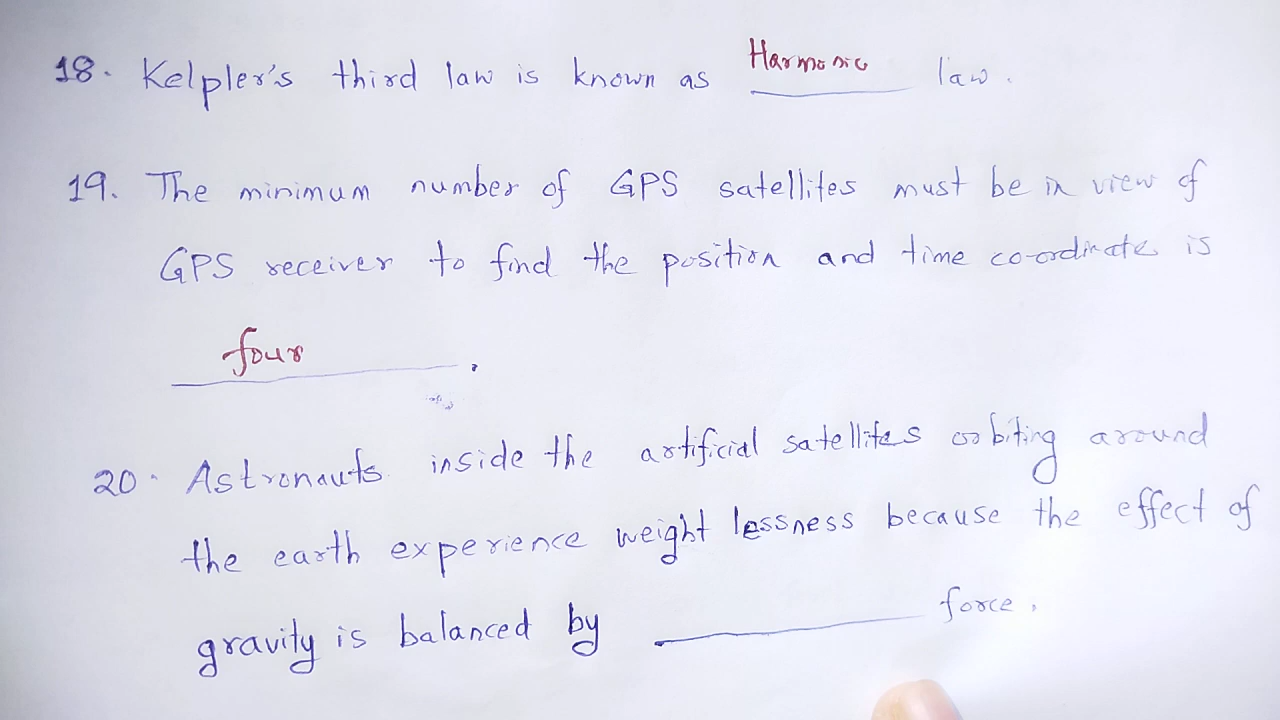 18. Kelpler's third law is known as Harmonic law.
19. The minimum number of GPS satellites must be in view of
GPS receiver to find the position and time co-ordinate is
four.
20. Astronauts inside the artificial satellites orbiting around
the earth experience weight lessness because the effect of
gravity is balanced by ________ force.